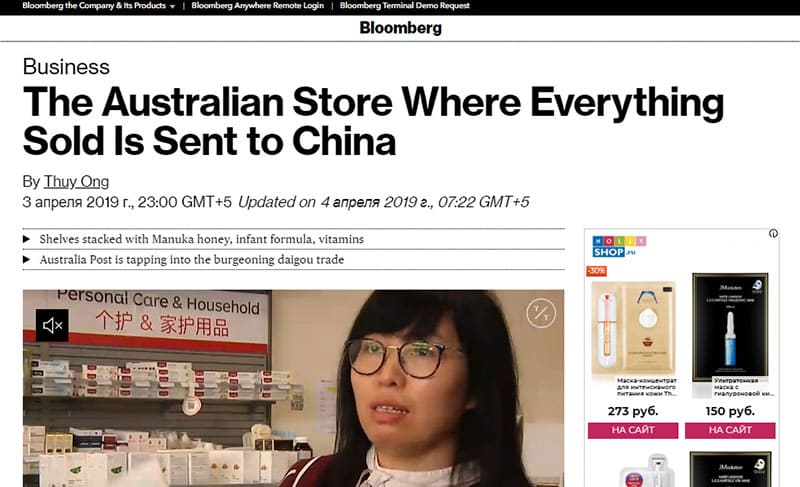 Bloomberg the Company & Its Products ▾ | Bloomberg Anywhere Remote Login | Bloomberg Terminal Demo Request
Bloomberg
Business
The Australian Store Where Everything
Sold Is Sent to China
By Thuy Ong
3 апреля 2019 г., 23:00 GMT+5 Updated on 4 апреля 2019 г., 07:22 GMT+5
Shelves stacked with Manuka honey, infant formula, vitamins
Australia Post is tapping into the burgeoning daigou trade
Personal Care & Household
个护 & 家护用品
HOLLY
SHOP.РУ
-30%
Маска-концентрат
для интенсивного
питания кожи Th...
273 руб.
НА САЙТ
JMsolution
Ультратонкая
маска с
гиалуроновой ки...
150 руб.
НА САЙТ
JMsolution